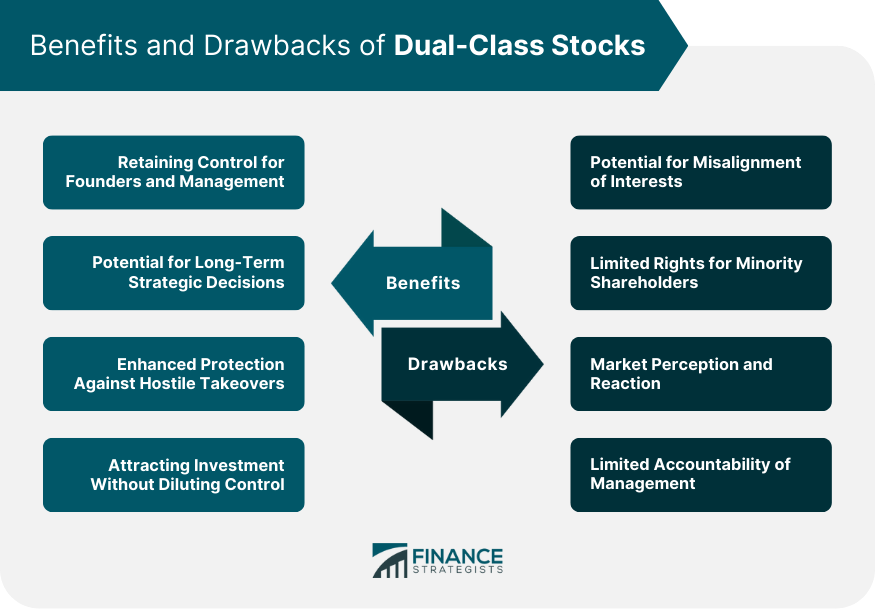 Benefits and Drawbacks of Dual-Class Stocks
Retaining Control for
Founders and Management
Potential for Long-Term
Strategic Decisions
Enhanced Protection
Against Hostile Takeovers
Attracting Investment
Without Diluting Control
Benefits
Drawbacks
Potential for Misalignment
of Interests
Limited Rights for Minority
Shareholders
Market Perception and
Reaction
Limited Accountability of
Management
FINANCE
STRATEGISTS